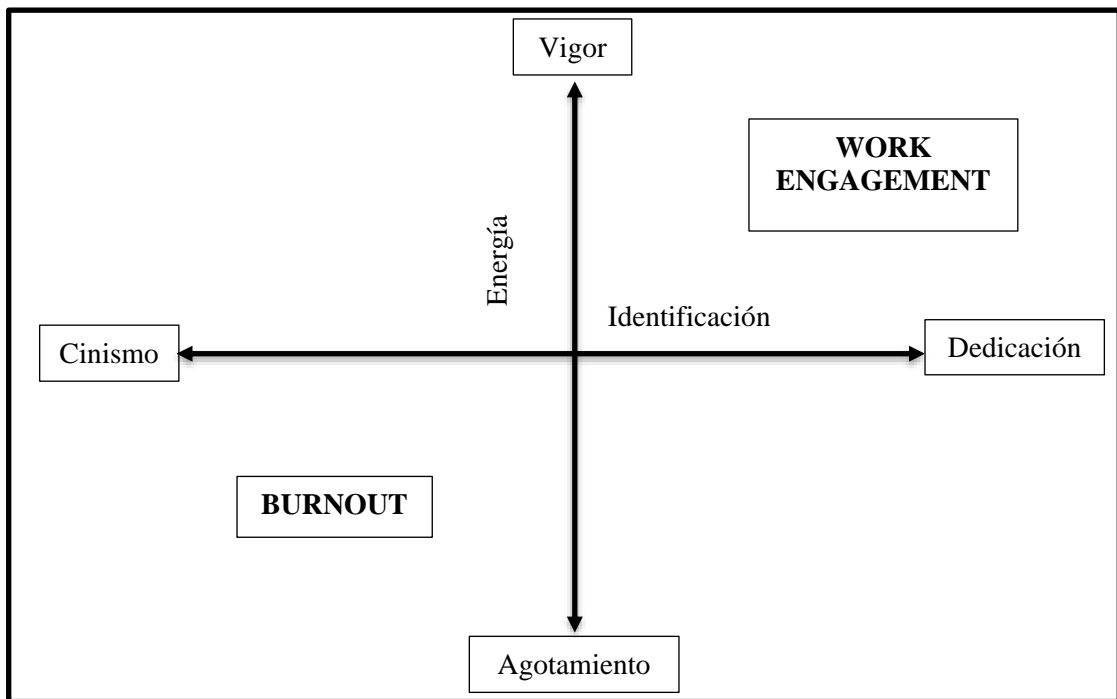 Vigor
WORK
ENGAGEMENT
Energía
Identificación
Cinismo
Dedicación
BURNOUT
Agotamiento